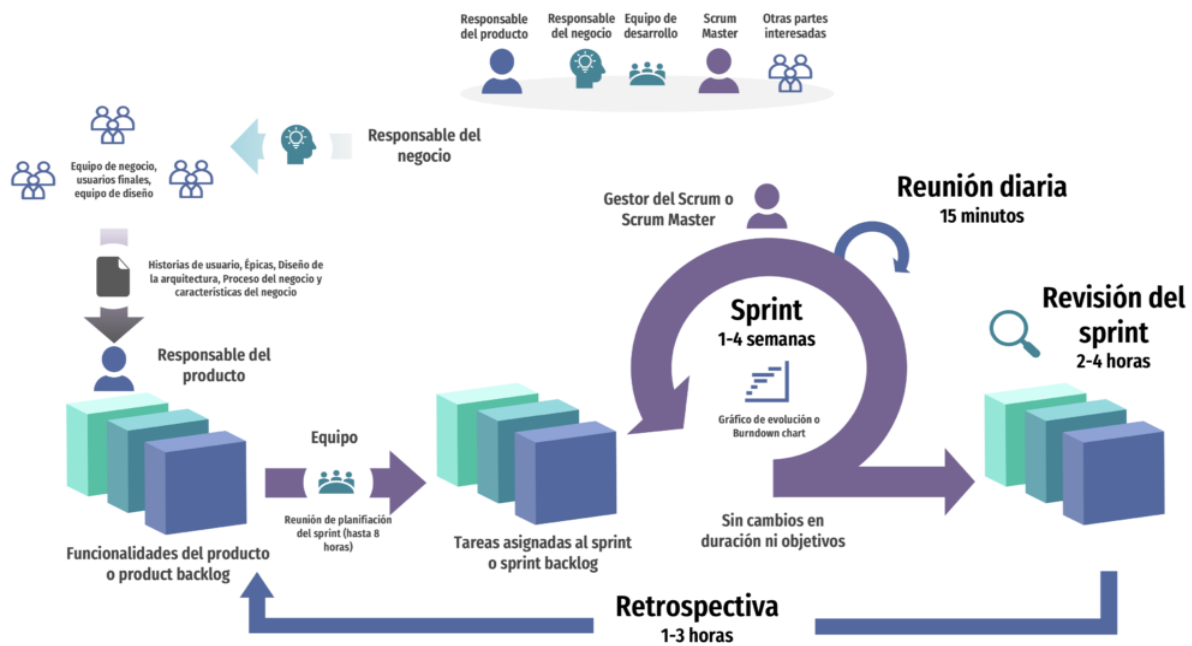 Responsable
del producto
Responsable
del negocio
Equipo de
desarrollo
Scrum
Master
Otras partes
interesadas
Responsable del
negocio
Equipo de negocio,
usuarios finales,
equipo de diseño
Historias de usuario, Épicas, Diseño de
la arquitectura, Proceso del negocio y
características del negocio
Responsable del
producto
Funcionalidades del producto
o product backlog
Equipo
Reunión de planifiación
del sprint (hasta 8
horas)
Tareas asignadas al sprint
o sprint backlog
Gestor del Scrum o
Scrum Master
Reunión diaria
15 minutos
Sprint
1-4 semanas
Gráfico de evolución o
Burndown chart
Sin cambios en
duración ni objetivos
Revisión del
sprint
2-4 horas
Retrospectiva
1-3 horas